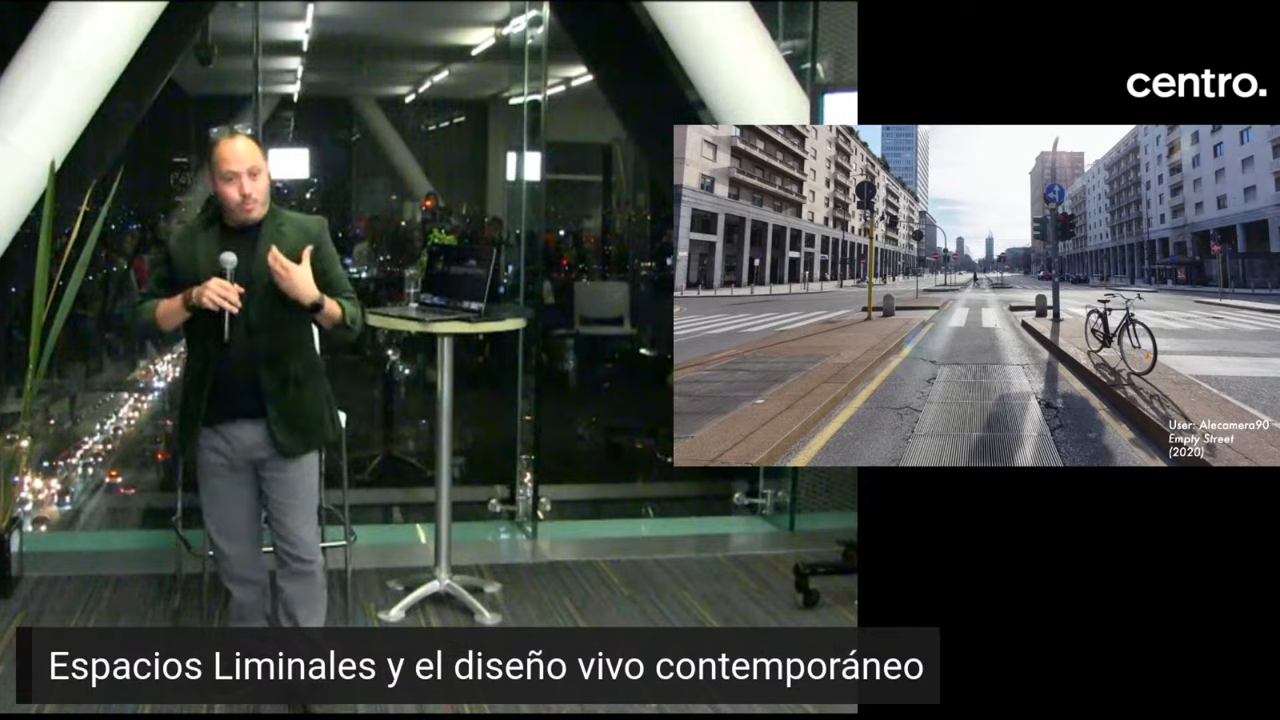 centro.
User: Alecamera90
Empty Street
(2020)
Espacios Liminales y el diseño vivo contemporáneo